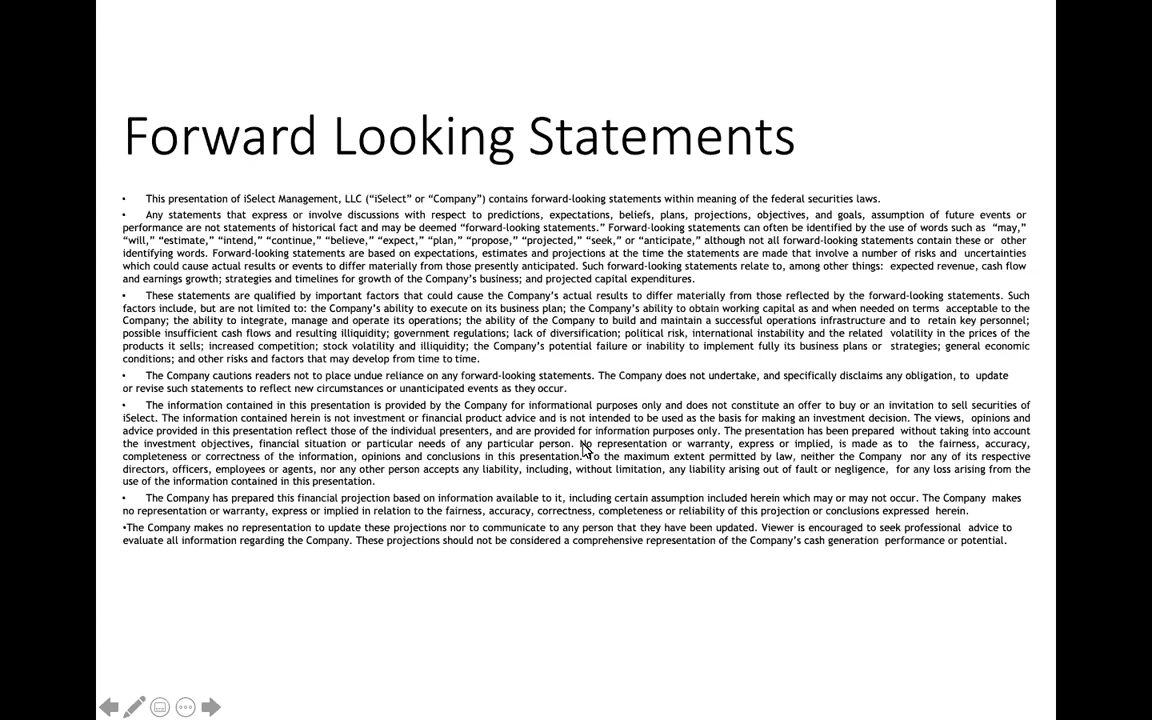 Forward Looking Statements
• This presentation of iSelect Management, LLC (“iSelect” or “Company”) contains forward-looking statements within meaning of the federal securities laws.
• Any statements that express or involve discussions with respect to predictions, expectations, beliefs, plans, projections, objectives, and goals, assumption of future events or
performance are not statements of historical fact and may be deemed “forward-looking statements.” Forward-looking statements can often be identified by the use of words such as “may,”
“will,” “estimate,” “intend,” “continue,” “believe,” “expect,” “plan,” “propose,” “projected,” “seek,” or “anticipate,” although not all forward-looking statements contain these or other
identifying words. Forward-looking statements are based on expectations, estimates and projections at the time the statements are made that involve a number of risks and uncertainties
which could cause actual results or events to differ materially from those presently anticipated. Such forward-looking statements relate to, among other things: expected revenue, cash flow
and earnings growth; strategies and timelines for growth of the Company’s business; and projected capital expenditures.
• These statements are qualified by important factors that could cause the Company’s actual results to differ materially from those reflected by the forward-looking statements. Such
factors include, but are not limited to: the Company’s ability to execute on its business plan; the Company’s ability to obtain working capital as and when needed on terms acceptable to the
Company; the ability to integrate, manage and operate its operations; the ability of the Company to build and maintain a successful operations infrastructure and to retain key personnel;
possible insufficient cash flows and resulting illiquidity; government regulations; lack of diversification; political risk, international instability and the related volatility in the prices of the
products it sells; increased competition; stock volatility and illiquidity; the Company’s potential failure or inability to implement fully its business plans or strategies; general economic
conditions; and other risks and factors that may develop from time to time.
• The Company cautions readers not to place undue reliance on any forward-looking statements. The Company does not undertake, and specifically disclaims any obligation, to update
or revise such statements to reflect new circumstances or unanticipated events as they occur.
• The information contained in this presentation is provided by the Company for informational purposes only and does not constitute an offer to buy or an invitation to sell securities of
iSelect. The information contained herein is not investment or financial product advice and is not intended to be used as the basis for making an investment decision. The views, opinions and
advice provided in this presentation reflect those of the individual presenters, and are provided for information purposes only. The presentation has been prepared without taking into account
the investment objectives, financial situation or particular needs of any particular person. No representation or warranty, express or implied, is made as to the fairness, accuracy,
completeness or correctness of the information, opinions and conclusions in this presentation. To the maximum extent permitted by law, neither the Company nor any of its respective
directors, officers, employees or agents, nor any other person accepts any liability, including, without limitation, any liability arising out of fault or negligence, for any loss arising from the
use of the information contained in this presentation.
• The Company has prepared this financial projection based on information available to it, including certain assumption included herein which may or may not occur. The Company makes
no representation or warranty, express or implied in relation to the fairness, accuracy, correctness, completeness or reliability of this projection or conclusions expressed herein.
•The Company makes no representation to update these projections nor to communicate to any person that they have been updated. Viewer is encouraged to seek professional advice to
evaluate all information regarding the Company. These projections should not be considered a comprehensive representation of the Company’s cash generation performance or potential.